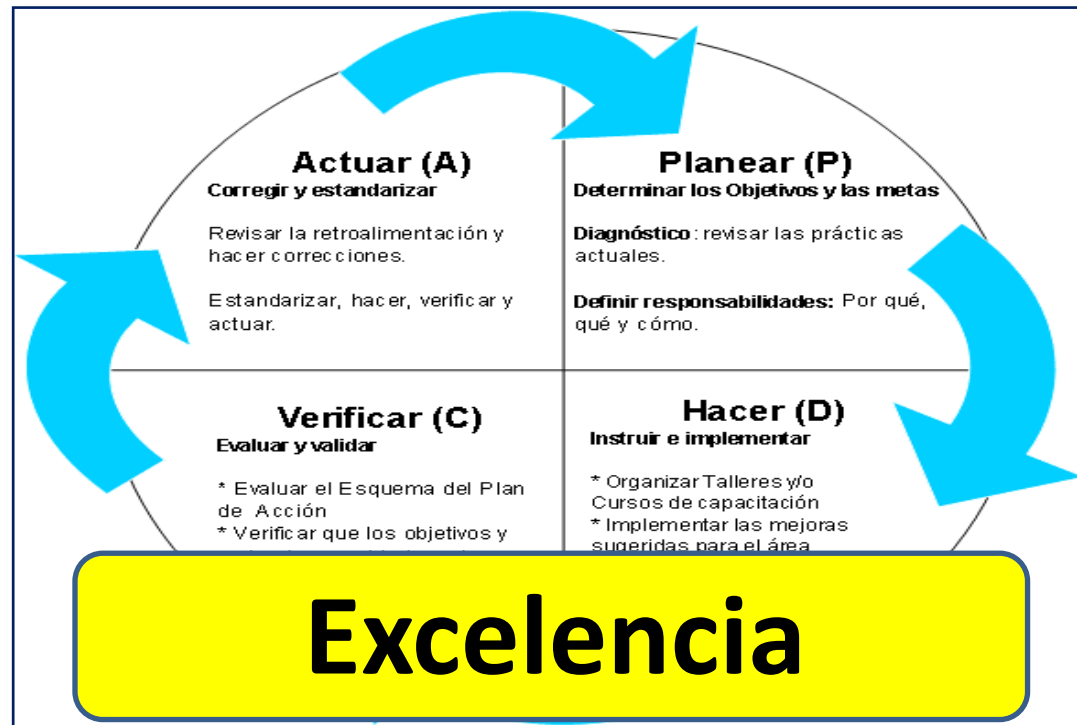 Actuar (A)
Corregir y estandarizar
Revisar la retroalimentación y
hacer correcciones.
Estandarizar, hacer, verificar y
actuar.
Planear (P)
Determinar los Objetivos y las metas
Diagnóstico: revisar las prácticas
actuales.
Definir responsabilidades: Por qué,
qué y cómo.
Verificar (C)
Evaluar y validar
* Evaluar el Esquema del Plan
de Acción
* Verificar que los objetivos y
Hacer (D)
Instruir e implementar
* Organizar Talleres y/o
Cursos de capacitación
* Implementar las mejoras
sugeridas para el área
Excelencia